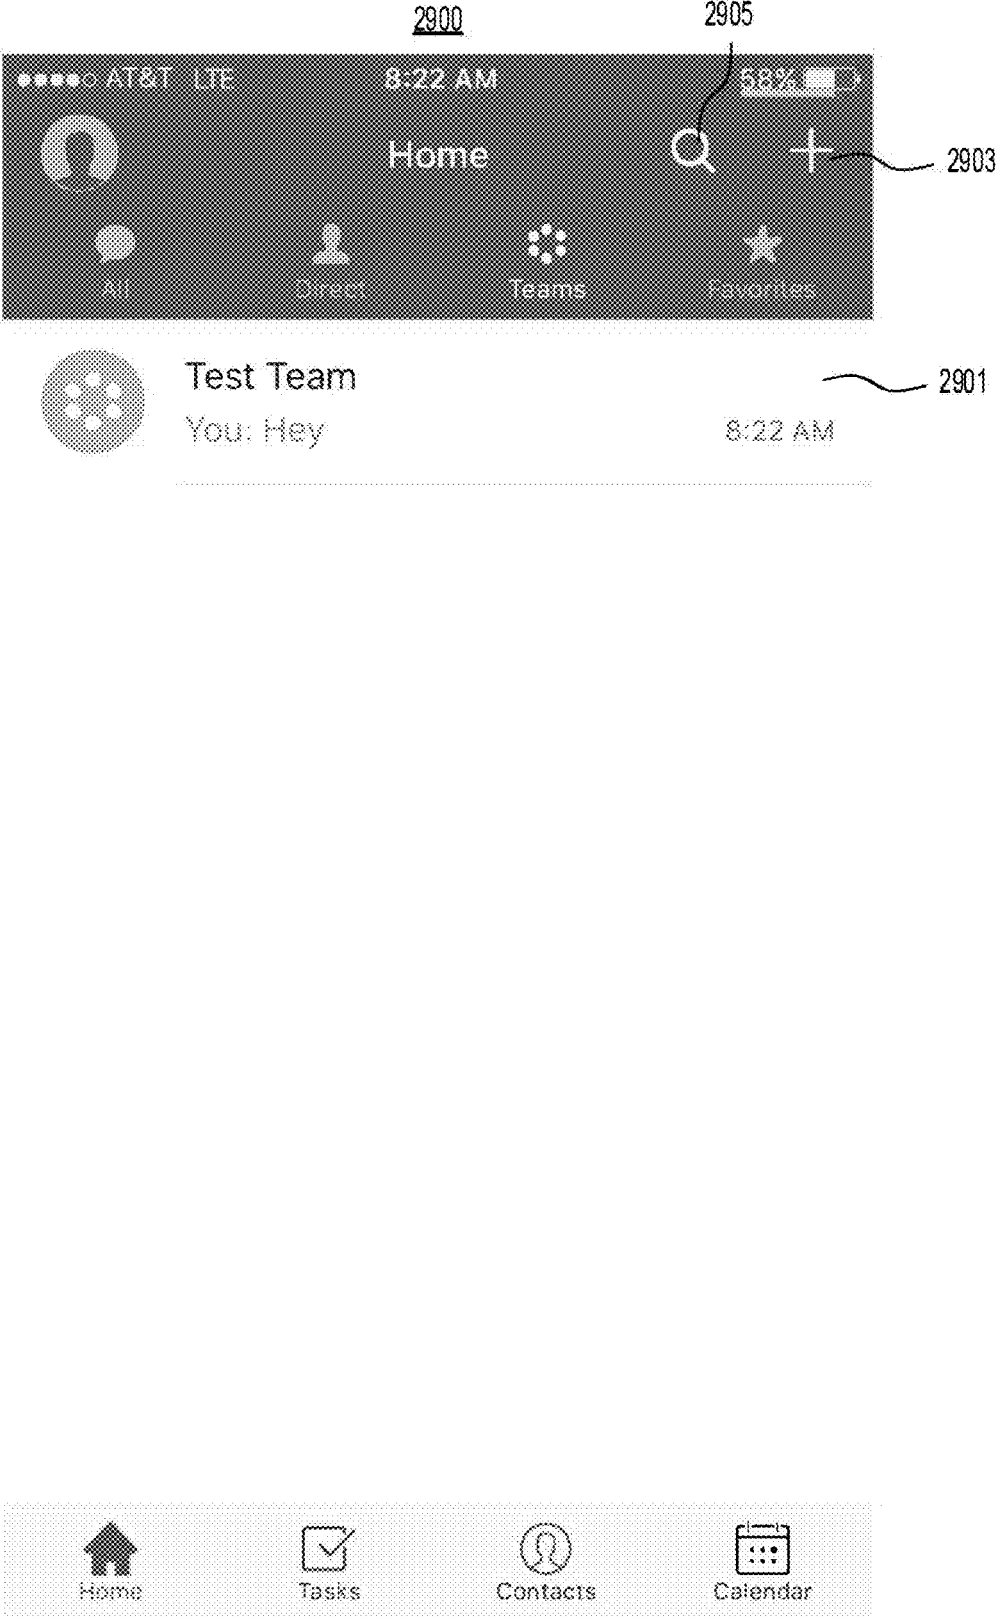 2900
2905
AT&T LTE 8:22 AM 58%
Home
2903
All Direct Teams Favorites
Test Team
2901
You: Hey 8:22 AM
Home Tasks Contacts Calendar